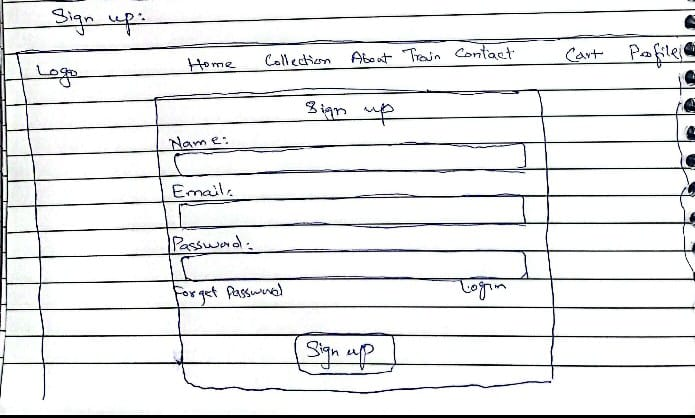 Sign up:
Logo Home Collection About Train Contact Cart Profile
Sign up
Name:
Email:
Password:
Forget Password Login
Sign up